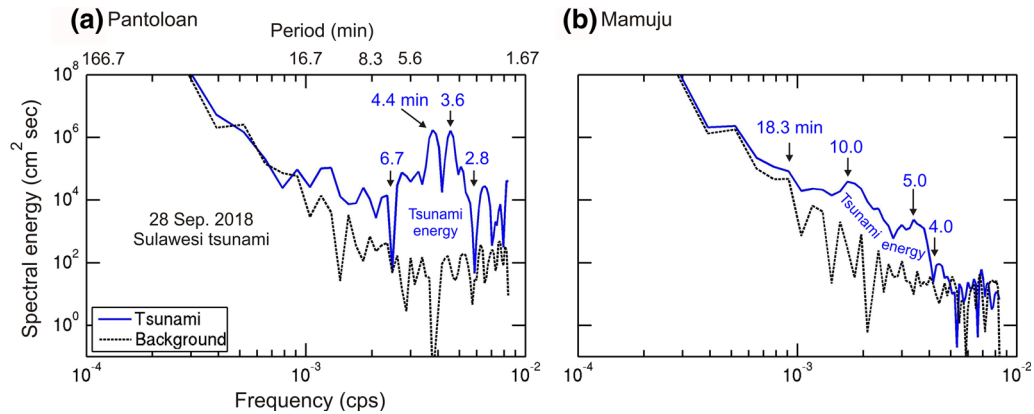 (a) Pantoloan
Period (min)
166.7 16.7 8.3 5.6 1.67
10^8
10^6
10^4
10^2
10^0
Spectral energy (cm² sec)
4.4 min 3.6
6.7 2.8
Tsunami
energy
28 Sep. 2018
Sulawesi tsunami
Tsunami
Background
10^-4 10^-3 10^-2
Frequency (cps)
(b) Mamuju
18.3 min
10.0
5.0
4.0
Tsunami energy
10^-4 10^-3 10^-2